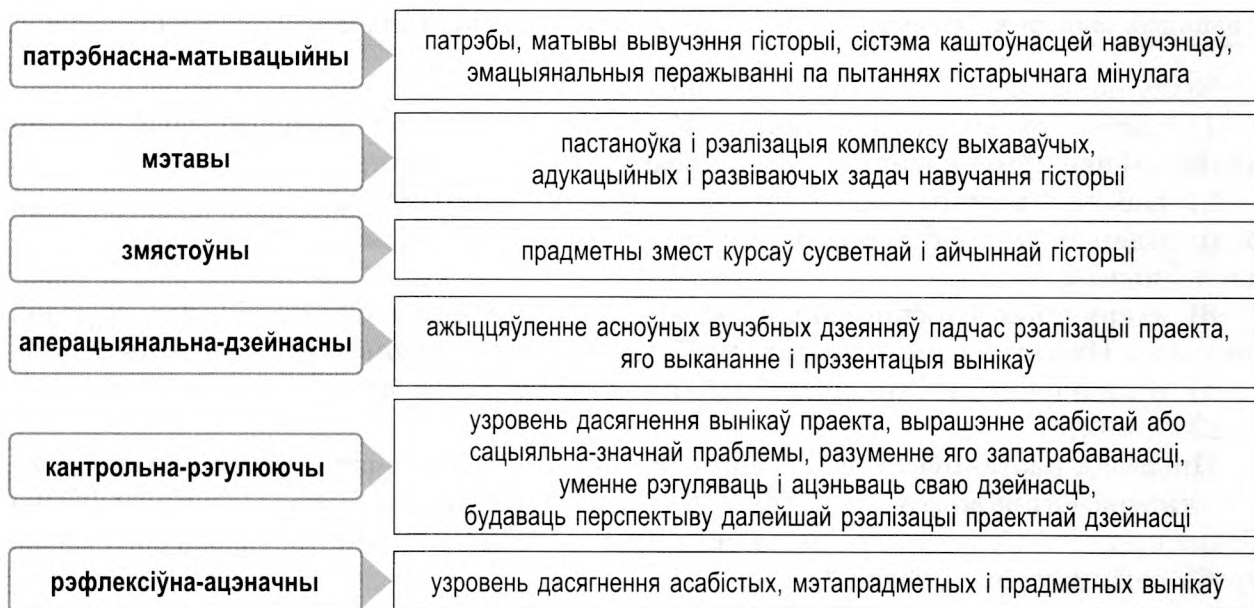 патрэбнасна-матывацыйны
патрэбы, матывы вывучэння гісторыі, сістэма каштоўнасцей навучэнцаў,
эмацыянальныя перажыванні па пытаннях гістарычнага мінулага
мэтавы
пастаноўка і рэалізацыя комплексу выхаваўчых,
адукацыйных і развіваючых задач навучання гісторыі
змястоўны
прадметны змест курсаў сусветнай і айчыннай гісторыі
аперацыянальна-дзейнасны
ажыццяўленне асноўных вучэбных дзеянняў падчас рэалізацыі праекта,
яго выкананне і прэзентацыя вынікаў
кантрольна-рэгулюючы
узровень дасягнення вынікаў праекта, вырашэнне асабістай або
сацыяльна-значнай праблемы, разуменне яго запатрабаванасці,
уменне рэгуляваць і ацэньваць сваю дзейнасць,
будаваць перспектыву далейшай рэалізацыі праектнай дзейнасці
рэфлексіўна-ацэначны
узровень дасягнення асабістых, мэтапрадметных і прадметных вынікаў